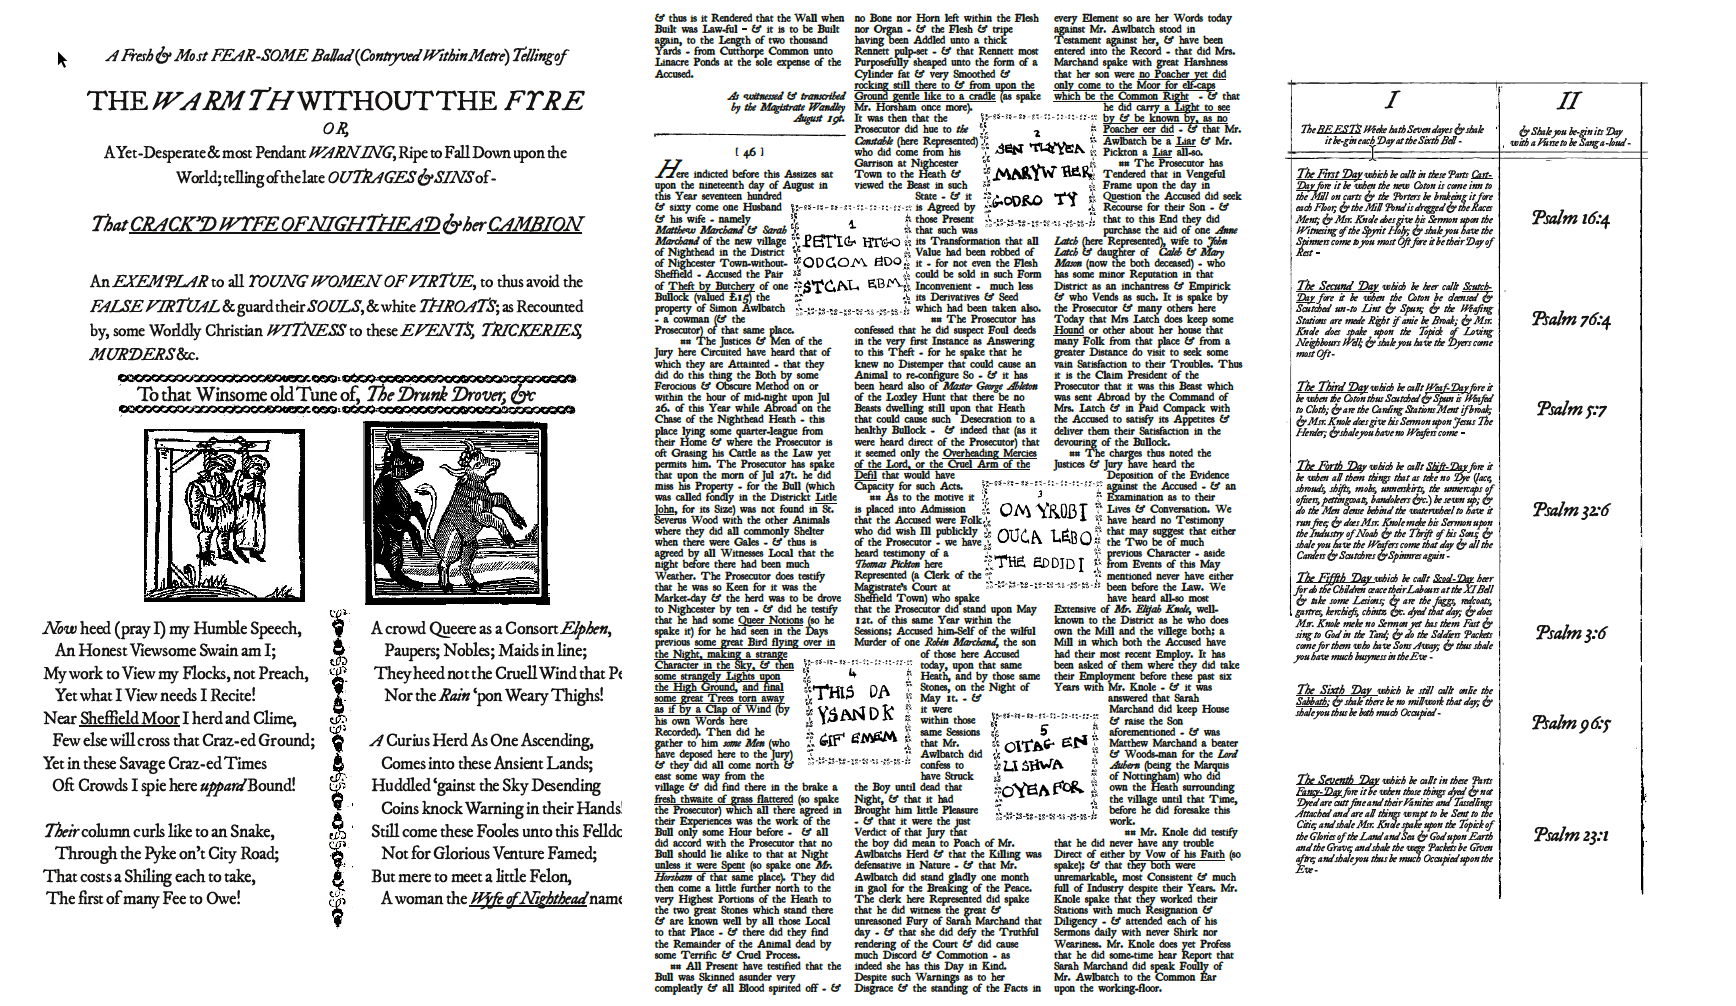 A Fresh & Most FEAR-SOME Ballad (Contryved Within Metre) Telling of
THE WARMTH WITHOUT THE FYRE
OR,
A Yet-Desperate & most Pendant WARNING, Ripe to Fall Down upon the
World; telling of the late OUTRAGES & SINS of -
That CRACK'D WYFE OF NIGHTHEAD & her CAMBION
An EXEMPLAR to all YOUNG WOMEN OF VIRTUE, to thus avoid the
FALSE VIRTUAL & guard their SOULS, & white THROATS; as Recounted
by, some Worldly Christian WITNESS to these EVENTS, TRICKERIES,
MURDERS &c.
To that Winsome old Tune of, The Drunk Drover, &c
Now heed (pray I) my Humble Speech,
An Honest Viewsome Swain am I;
My work to View my Flocks, not Preach,
Yet what I View needs I Recite!
Near Sheffield Moor I herd and Clime,
Few else will cross that Craz-ed Ground;
Yet in these Savage Craz-ed Times
Oft Crowds I spie here uppard Bound!
Their column curls like to an Snake,
Through the Pyke on't City Road;
That costs a Shiling each to take,
The first of many Fee to Owe!
A crowd Queere as a Consort Elphen,
Paupers; Nobles; Maids in line;
They heed not the Cruell Wind that Pe
Nor the Rain 'pon Weary Thighs!
A Curius Herd As One Ascending,
Comes into these Ansient Lands;
Huddled 'gainst the Sky Desending
Coins knock Warning in their Hands!
Still come these Fooles unto this Felldo
Not for Glorious Venture Famed;
But mere to meet a little Felon,
A woman the Wyfe of Nighthead name
& thus is it Rendered that the Wall when
Built was Law-ful - & it is to be Built
again, to the Length of two thousand
Yards - from Cutthorpe Common unto
Linacre Ponds at the sole expense of the
Accused.
As witnessed & transcribed
by the Magistrate Wandley
August 19t.
[ 46 ]
Here indicted before this Assizes sat
upon the nineteenth day of August in
this Year seventeen hundred
& sixty come one Husband
& his wife - namely
Matthew Marchand & Sarah
Marchand of the new village
of Nighthead in the District
of Nighcester Town-without-
Sheffield - Accused the Pair
of Theft by Butchery of one
Bullock (valued £15) the
property of Simon Awlbatch
- a cowman (& the
Prosecutor) of that same place.
## The Justices & Men of the
Jury here Circuited have heard that of
which they are Attainted - that they
did do this thing the Both by some
Ferocious & Obscure Method on or
within the hour of mid-night upon Jul
26. of this Year while Abroad on the
Chase of the Nighthead Heath - this
place lying some quarter-league from
their Home & where the Prosecutor is
oft Grasing his Cattle as the Law yet
permits him. The Prosecutor has spake
that upon the morn of Jul 27t. he did
miss his Property - for the Bull (which
was called fondly in the Districkt Litle
John, for its Size) was not found in St.
Severus Wood with the other Animals
where they did all commonly Shelter
when there were Gales - & thus is
agreed by all Witnesses Local that the
night before there had been much
Weather. The Prosecutor does testify
that he was so Keen for it was the
Market-day & the herd was to be drove
to Nighcester by ten - & did he testify
that he had some Queer Notions (so he
spake it) for he had seen in the Days
previous some great Bird flying over in
the Night, making a strange
Character in the Sky, & then
some strangely Lights upon
the High Ground, and final
some great Trees torn away
as if by a Clap of Wind (by
his own Words here
Recorded). Then did he
gather to him some Men (who
have deposed here to the Jury)
& they did all come north &
east some way from the
village & did find there in the brake a
fresh thwaite of grass flattered (so spake
the Prosecutor) which all there agreed in
their Experiences was the work of the
Bull only some Hour before - & all
did accord with the Prosecutor that no
Bull should lie alike to that at Night
unless it were Spent (so spake one Mr.
Horsham of that same place). They did
then come a little further north to the
very Highest Portions of the Heath to
the two great Stones which stand there
& are known well by all those Local
to that Place - & there did they find
the Remainder of the Animal dead by
some Terrific & Cruel Process.
## All Present have testified that the
Bull was Skinned asunder very
compleatly & all Blood spirited off - &
1
PETIG HTGO
ODGOM EDO
STGAL EBM
4
THIS DA
YSANDK
GIF EMEM
no Bone nor Horn left within the Flesh
nor Organ - & the Flesh & tripe
having been Addled unto a thick
Rennett pulp-set - & that Rennett most
Purposefully shaped unto the form of a
Cylinder fat & very Smoothed &
rocking still there to & from upon the
Ground gentle like to a cradle (as spake
Mr. Horsham once more).
It was then that the
Prosecutor did hue to the
Constable (here Represented)
who did come from his
Garrison at Nighcester
Town to the Heath &
viewed the Beast in such
State - & it
is Agreed by
those Present
that such was
its Transformation that all
Value had been robbed of
it - for not even the Flesh
could be sold in such Form
Inconvenient - much less
its Derivatives & Seed
which had been taken also.
## The Prosecutor has
confessed that he did suspect Foul deeds
in the very first Instance as Answering
to this Theft - for he spake that he
knew no Distemper that could cause an
Animal to re-configure So - & it has
been heard also of Master George Ableton
of the Loxley Hunt that there be no
Beasts dwelling still upon that Heath
that could cause such Desecration to a
healthy Bullock - & indeed that (as it
were heard direct of the Prosecutor) that
it seemed only the Overheading Mercies
of the Lord, or the Cruel Arm of the
Defil that would have
Capacity for such Acts.
## As to the motive it
is placed into Admission
that the Accused were Folk
who did wish Ill publickly
of the Prosecutor - we have
heard testimony of a
Thomas Pickton here
Represented (a Clerk of the
Magistrate's Court at
Sheffield Town) who spake
that the Prosecutor did stand upon May
12t. of this same Year within the
Sessions; Accused him-Self of the wilful
Murder of one Robin Marchand, the son
of those here Accused
today, upon that same
Heath, and by those same
Stones, on the Night of
May 1t. - &
it were
within those
same Sessions
that Mr.
Awlbatch did
confess to
have Struck
the Boy until dead that
Night, & that it had
Brought him little Pleasure
- & that it were the just
Verdict of that Jury that
the boy did mean to Poach of Mr.
Awlbatchs Herd & that the Killing was
defensative in Nature - & that Mr.
Awlbatch did stand gladly one month
in gaol for the Breaking of the Peace.
The clerk here Represented did spake
that he did witness the great &
unreasoned Fury of Sarah Marchand that
day - & that she did defy the Truthful
rendering of the Court & did cause
much Discord & Commotion - as
indeed she has this Day in Kind.
Despite such Warnings as to her
Disgrace & the standing of the Facts in
2
SEN TLYYEA
MARYW HER
GODRO TY
3
OM YROBI
OUCA LEBO
THE EDDIDI
5
OITAG EN
LISHWA
OYEA FOR
every Element so are her Words today
against Mr. Awlbatch stood in
Testament against her, & have been
entered into the Record - that did Mrs.
Marchand spake with great Harshness
that her son were no Poacher yet did
only come to the Moor for elf-caps
which be the Common Right - & that
he did carry a Light to see
by & be known by, as no
Poacher eer did - & that Mr.
Awlbatch be a Liar & Mr.
Pickton a Liar all-so.
## The Prosecutor has
Tendered that in Vengeful
Frame upon the day in
Question the Accused did seek
Recourse for their Son - &
that to this End they did
purchase the aid of one Anne
Latch (here Represented), wife to John
Latch & daughter of Caleb & Mary
Mason (now the both deceased) - who
has some minor Reputation in that
District as an inchantress & Empirick
& who Vends as such. It is spake by
the Prosecutor & many others here
Today that Mrs Latch does keep some
Hound or other about her house that
many Folk from that place & from a
greater Distance do visit to seek some
vain Satisfaction to their Troubles. Thus
it is the Claim President of the
Prosecutor that it was this Beast which
was sent Abroad by the Command of
Mrs. Latch & in Paid Compack with
the Accused to satisfy its Appetites &
deliver them their Satisfaction in the
devouring of the Bullock.
## The charges thus noted the
Justices & Jury have heard the
Deposition of the Evidence
against the Accused - & an
Examination as to their
Lives & Conversation. We
have heard no Testimony
that may suggest that either
the Two be of much
previous Character - aside
from Events of this May
mentioned never have either
been before the Law. We
have heard all-so most
Extensive of Mr. Elijah Knole, well-
known to the District as he who does
own the Mill and the villege both; a
Mill in which both the Accused have
had their most recent Employ. It has
been asked of them where they did take
their Employment before these past six
Years with Mr. Knole - & it was
answered that Sarah
Marchand did keep House
& raise the Son
aforementioned - & was
Matthew Marchand a beater
& Woods-man for the Lord
Aubern (being the Marquis
of Nottingham) who did
own the Heath surrounding
the village until that Time,
before he did foresake this
work.
## Mr. Knole did testify
that he did never have any trouble
Direct of either by Vow of his Faith (so
spake) & that they both were
unremarkable, most Consistent & much
full of Industry despite their Years. Mr.
Knole spake that they worked their
Stations with much Resignation &
Diligency - & attended each of his
Sermons daily with never Shirk nor
Weariness. Mr. Knole does yet Profess
that he did some-time hear Report that
Sarah Marchand did speak Foully of
Mr. Awlbatch to the Common Ear
upon the working-floor.
I
The BEESTS Weeke hath Seven dayes & shale
it be-gin each Day at the Sixth Bell -
II
& Shale you be-gin its Day
with a Varse to be Sang a-loud -
The First Day which be callt in these Parts Cast-
Day fore it be when the new Coton is come inn to
the Mill on carts & the Porters be brakeing it fore
each Floor; & the Mill Pond is dregged & the Races
Ment; & Msr. Knole does give his Sermon upon the
Witnesing of the Spyrit Holy; & shale you have the
Spinners come to you most Oft fore it be their Day of
Rest -
Psalm 16:4
The Secund Day which be heer callt Scutch-
Day fore it be when the Coton be cleensd &
Scutched un-to Lint & Spun; & the Weafing
Stations are mede Right if anie be Broak; & Msr.
Knole does spake upon the Topick of Loving
Neighbours Well; & shale you have the Dyers come
most Oft -
Psalm 76:4
The Third Day which be callt Weaf-Day fore it
be when the Coton thus Scutched & Spun is Weafed
to Cloth; & are the Carding Stations Ment if broak;
& Msr. Knole does give his Sermon upon Jesus The
Herder; & shale you have no Weafers come -
Psalm 5:7
The Forth Day which be callt Shift-Day fore it
be when all them things that as teke no Dye (lace,
shrouds, shifts, mobs, unnerskirts, the unnercaps of
ofisers, pettingcoats, bandoleers &c.) be sewn up; &
do the Men dense behind the waterwheel to have it
run free; & does Msr. Knole meke his Sermon upon
the Industry of Noah & the Thrift of his Sons; &
shale you have the Weafers come that day & all the
Carders & Scutchers & Spinners again -
Psalm 32:6
The Fiffth Day which be callt Scod-Day heer
for do the Children ceace their Labours at the XI Bell
& take some Lesions; & are the faggs, redcoats,
gartres, kerchiefs, chintz &c. dyed that day; & does
Msr. Knole meke no Sermon yet has them Fast &
sing to God in the Yard; & do the Soldiers Packets
come for them who have Sons Away; & thus shale
you have much busyness in the Eve -
Psalm 3:6
The Sixth Day which be still callt onlie the
Sabbath; & shale there be no mill-work that day; &
shale you thus be both much Occupied -
Psalm 96:5
The Seventh Day which be callt in these Parts
Fancy-Day fore it be when those things dyed & not
Dyed are cutt fine and their Vanities and Tassellings
Attached and are all things wrapt to be Sent to the
Citie; and shale Msr. Knole spake upon the Topick of
the Glories of the Land and Sea & God upon Earth
and the Grave; and shale the wege Packets be Given
aftre; and shale you thus be much Occupied upon the
Eve -
Psalm 23:1